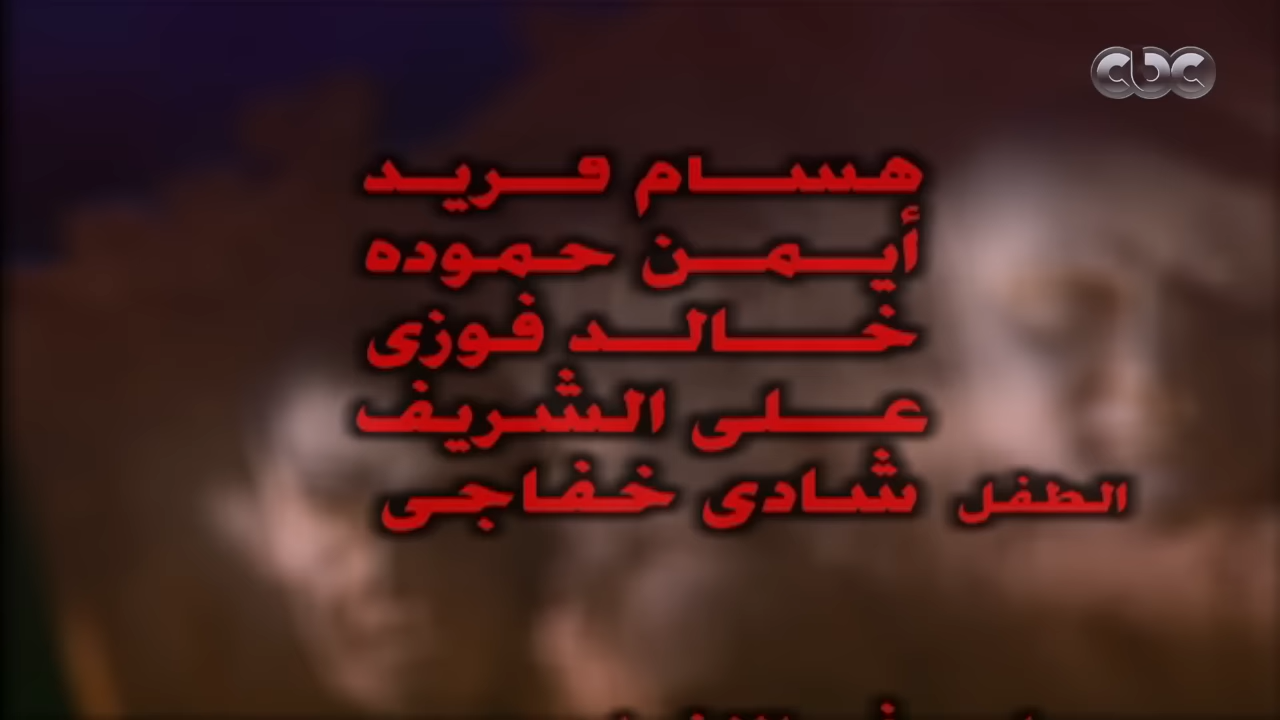 CBC
هسام فريد
أيمن حموده
خالد فوزى
على الشريف
الطفل شادى خفاجى